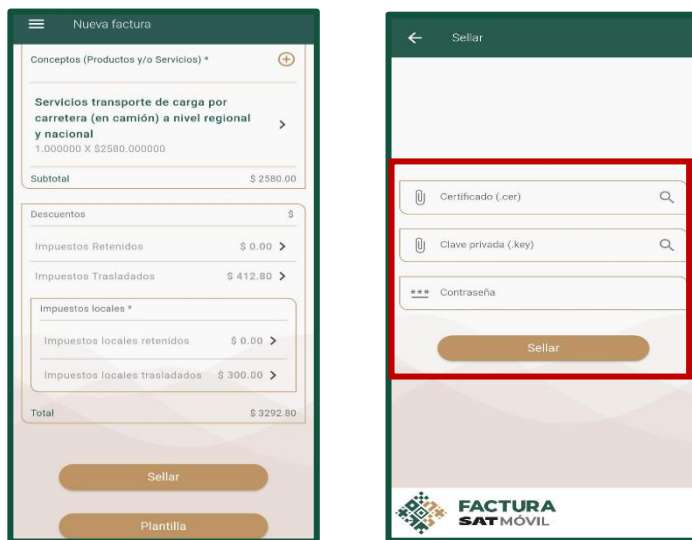 Nueva factura
Conceptos (Productos y/o Servicios) *
Servicios transporte de carga por
carretera (en camión) a nivel regional
y nacional
1.000000 X $2580.000000
Subtotal $ 2580.00
Descuentos $
Impuestos Retenidos $ 0.00
Impuestos Trasladados $ 412.80
Impuestos locales *
Impuestos locales retenidos $ 0.00
Impuestos locales trasladados $ 300.00
Total $ 3292.80
Sellar
Plantilla
Sellar
Certificado (.cer)
Clave privada (.key)
*** Contraseña
Sellar
FACTURA
SAT MÓVIL